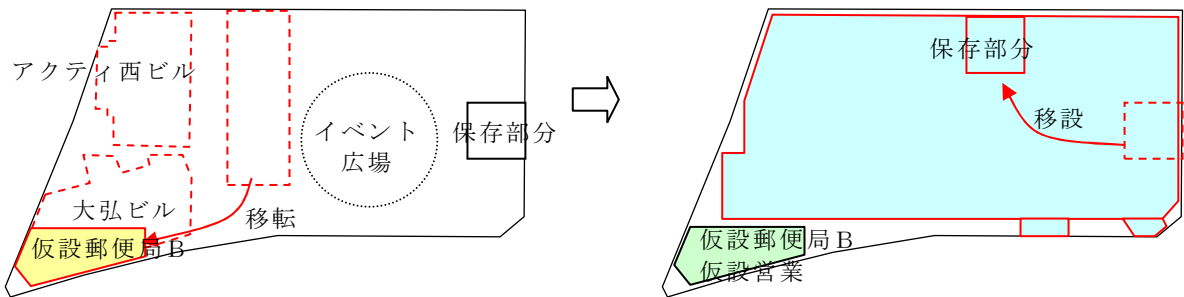 アクティ西ビル
イベント
広場
保存部分
大弘ビル
移転
仮設郵便局B
保存部分
移設
仮設郵便局B
仮設営業